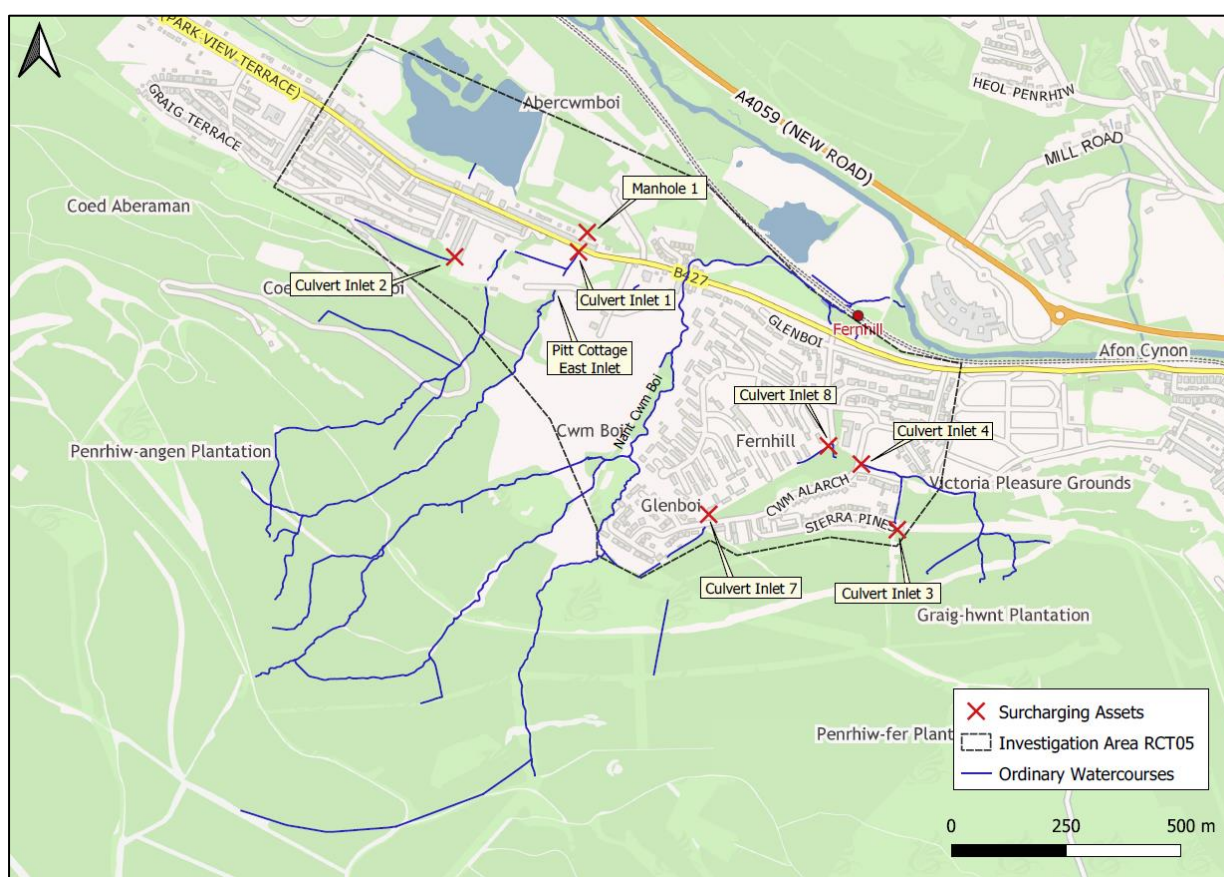 (PARK VIEW TERRACE)
GRAIG TERRACE
Abercwmboi
A4059 (NEW ROAD)
HEOL PENRHIW
MILL ROAD
Coed Aberaman
Manhole 1
Culvert Inlet 2
Culvert Inlet 1
B427
Pitt Cottage
East Inlet
GLENBOI
Fernhill
Afon Cynon
Culvert Inlet 8
Culvert Inlet 4
Nant Cwm Boi
Cwm Boi
Fernhill
Penrhiw-angen Plantation
Victoria Pleasure Grounds
CWM ALARCH
Glenboi
SIERRA PINES
Culvert Inlet 7
Culvert Inlet 3
Graig-hwnt Plantation
Penrhiw-fer Plant
Surcharging Assets
Investigation Area RCT05
Ordinary Watercourses
0 250 500 m